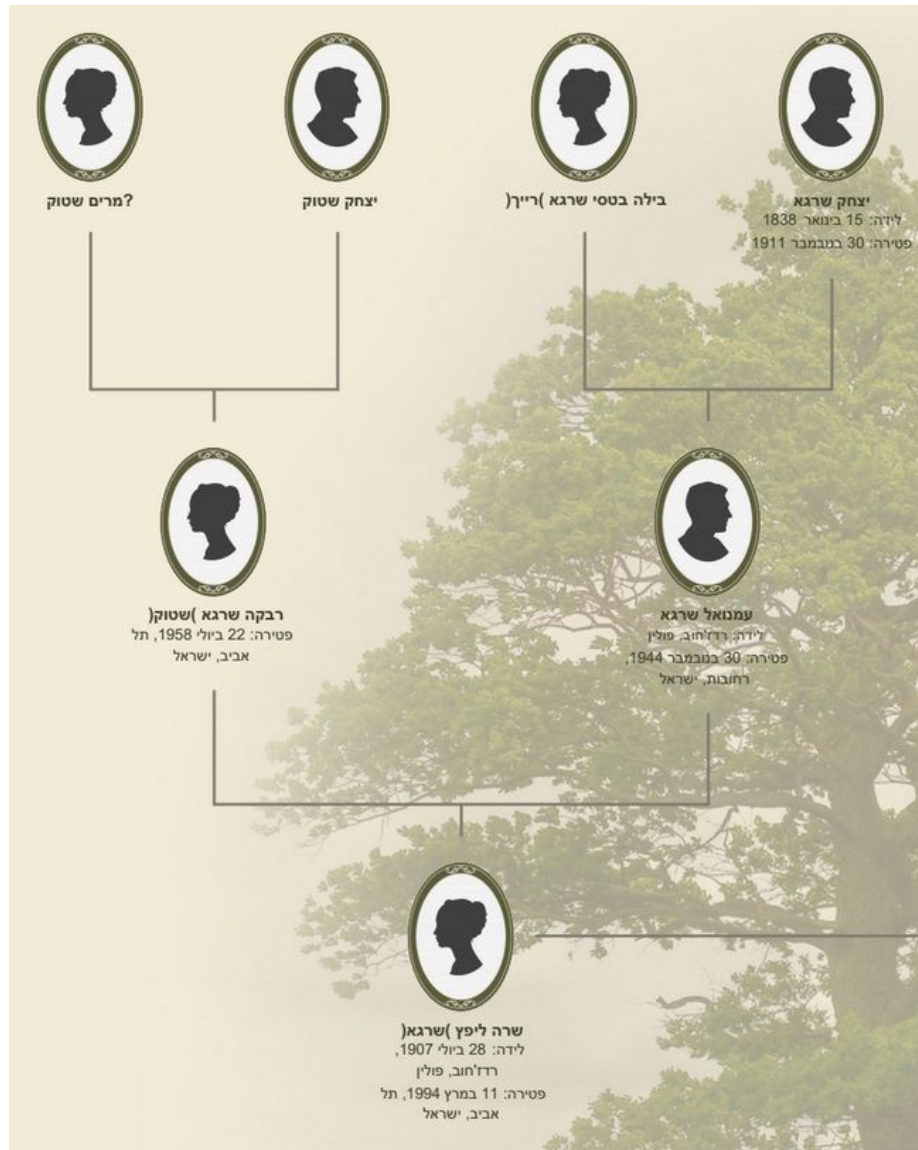 יצחק שרגא
לידה: 15 בינואר 1838
פטירה: 30 בנובמבר 1911
בילה בטסי שרגא )רייך(
יצחק שטוק
?מרים שטוק
עמנואל שרגא
לידה: רדז'חוב, פולין
פטירה: 30 בנובמבר 1944,
רחובות, ישראל
רבקה שרגא )שטוק(
פטירה: 22 ביולי 1958, תל
אביב, ישראל
שרה ליפץ )שרגא(
לידה: 28 ביולי 1907,
רדז'חוב, פולין
פטירה: 11 במרץ 1994, תל
אביב, ישראל